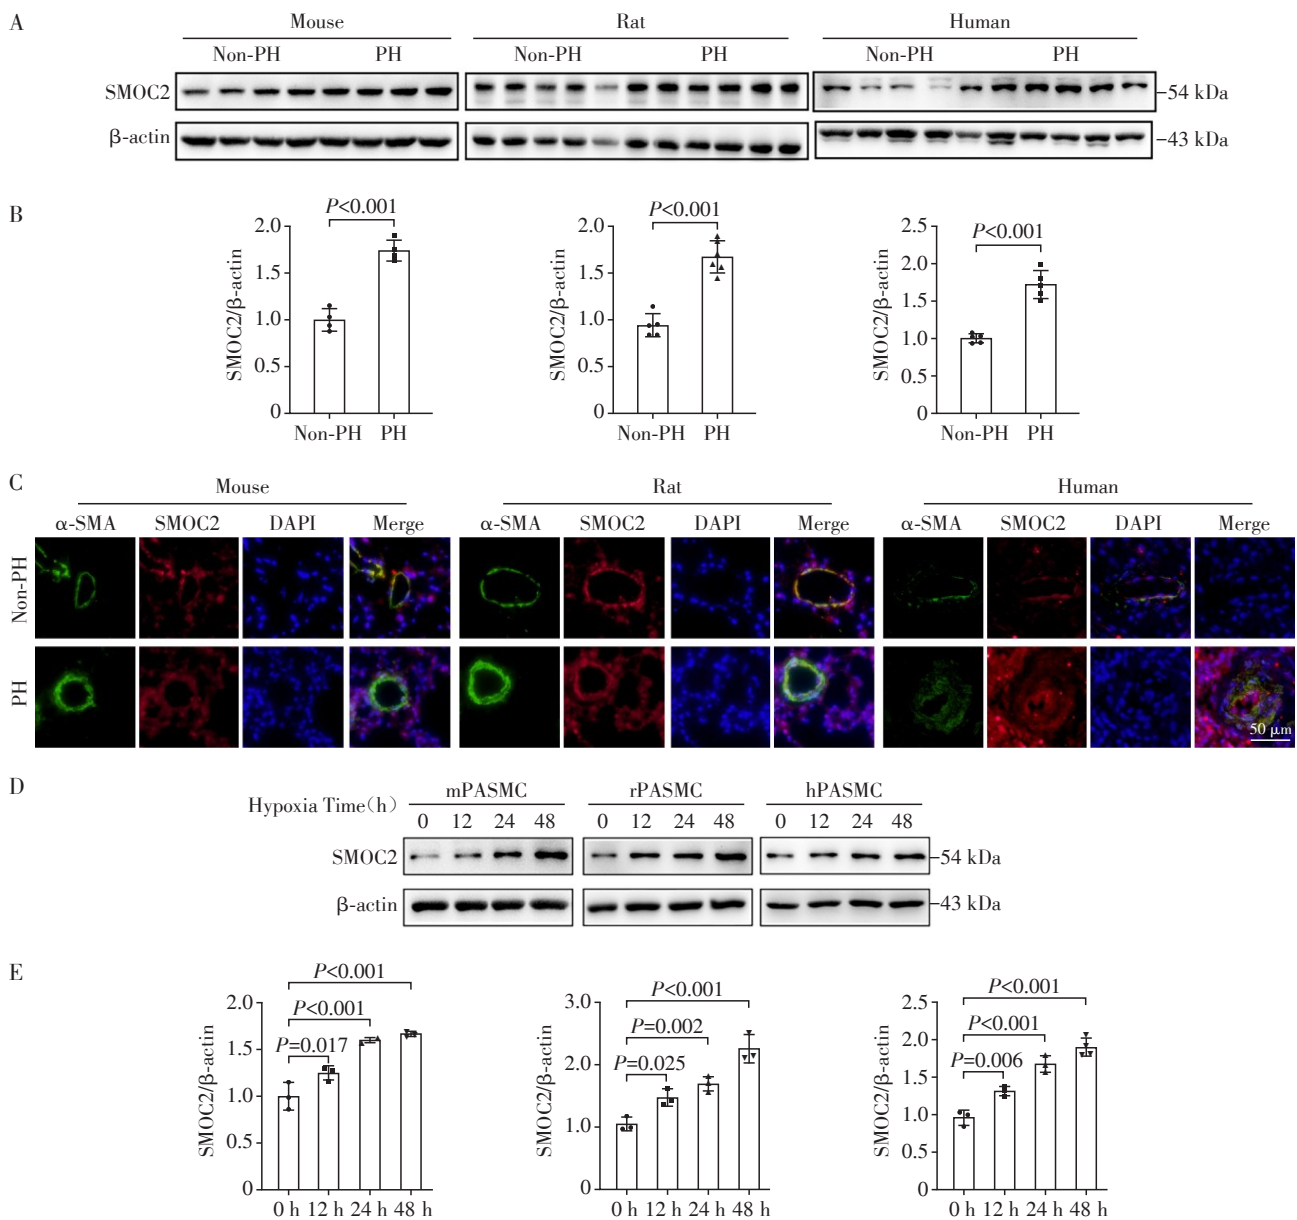 A
Mouse Rat Human
Non-PH PH Non-PH PH Non-PH PH
SMOC2 −54 kDa
β-actin −43 kDa
B
P<0.001 P<0.001 P<0.001
SMOC2/β-actin SMOC2/β-actin SMOC2/β-actin
2.0 2.0 2.5
1.5 1.5 2.0
1.0 1.0 1.5
0.5 0.5 1.0
0 0 0.5
0
Non-PH PH Non-PH PH Non-PH PH
C
Mouse Rat Human
α-SMA SMOC2 DAPI Merge α-SMA SMOC2 DAPI Merge α-SMA SMOC2 DAPI Merge
Non-PH
PH
50 μm
D
mPASMC rPASMC hPASMC
Hypoxia Time(h) 0 12 24 48 0 12 24 48 0 12 24 48
SMOC2 −54 kDa
β-actin −43 kDa
E
P<0.001
P<0.001
P=0.017
SMOC2/β-actin
2.0
1.5
1.0
0.5
0
0 h 12 h 24 h 48 h
P<0.001
P=0.002
P=0.025
SMOC2/β-actin
3.0
2.0
1.0
0
0 h 12 h 24 h 48 h
P<0.001
P<0.001
P=0.006
SMOC2/β-actin
2.5
2.0
1.5
1.0
0.5
0
0 h 12 h 24 h 48 h